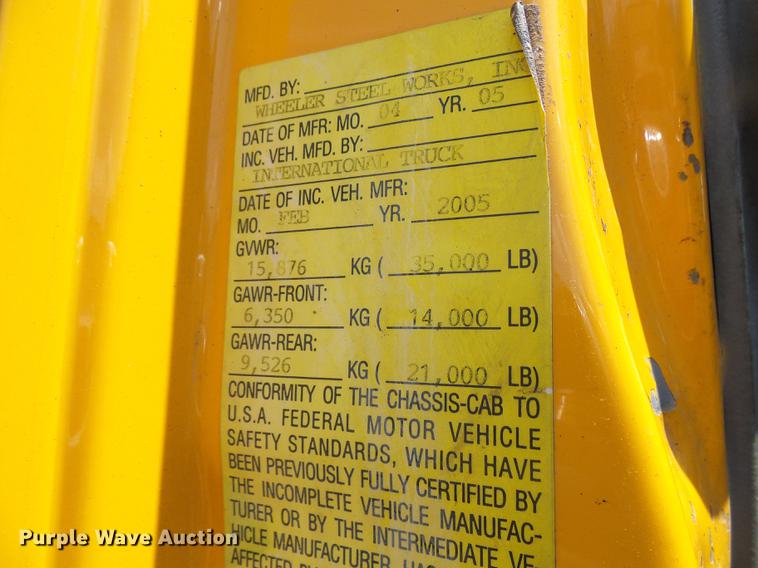 MFD. BY:
WHEELER STEEL WORKS, INC
DATE OF MFR: MO. 04 YR. 05
INC. VEH. MFD. BY:
INTERNATIONAL TRUCK
DATE OF INC. VEH. MFR:
MO. FEB YR. 2005
GVWR:
15,876 KG ( 35,000 LB)
GAWR-FRONT:
6,350 KG ( 14,000 LB)
GAWR-REAR:
9,526 KG ( 21,000 LB)
CONFORMITY OF THE CHASSIS-CAB TO
U.S.A. FEDERAL MOTOR VEHICLE
SAFETY STANDARDS, WHICH HAVE
BEEN PREVIOUSLY FULLY CERTIFIED BY
THE INCOMPLETE VEHICLE MANUFAC-
TURER OR BY THE INTERMEDIATE VE-
HICLE MANUFACTURER, HAS
AFFECTED
Purple Wave Auction